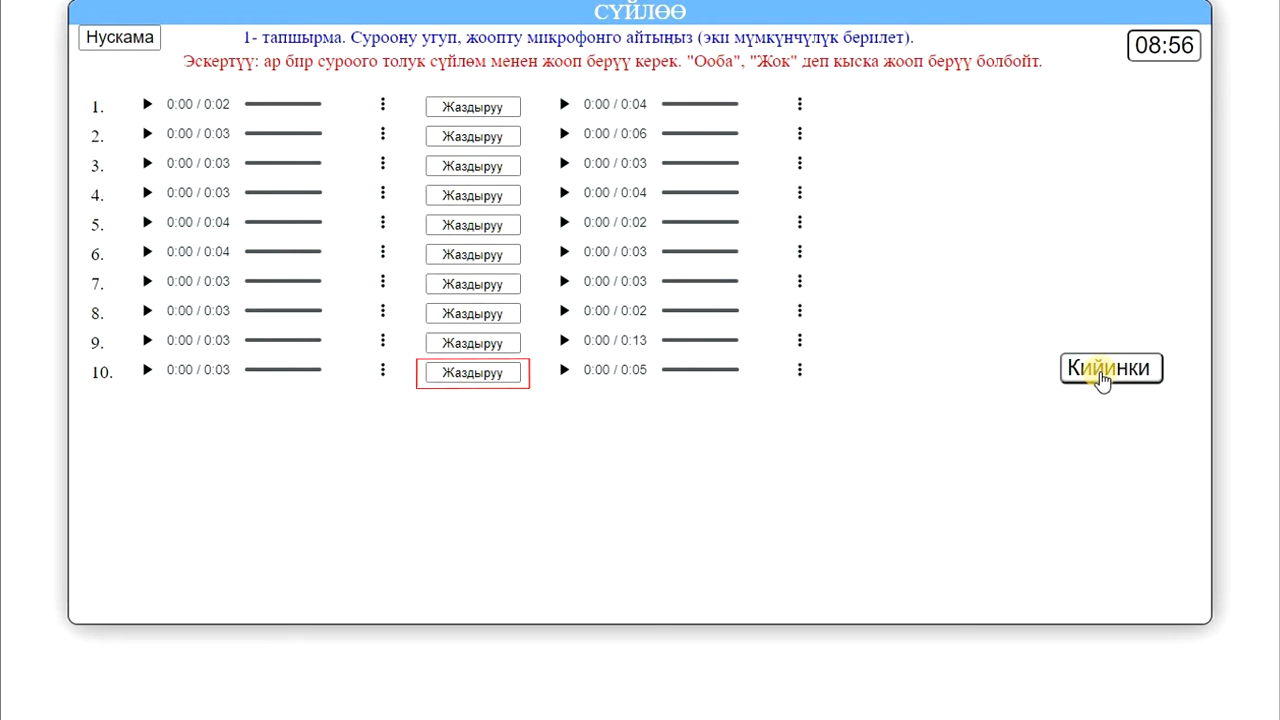 СҮЙЛӨӨ
Нускама
1- тапшырма. Суроону угуп, жоопту микрофонго айтыңыз (эки мүмкүнчүлүк берилет).
08:56
Эскертүү: ар бир суроого толук сүйлөм менен жооп берүү керек. "Ооба", "Жок" деп кыска жооп берүү болбойт.
1. 0:00 / 0:02 Жаздыруу 0:00 / 0:04
2. 0:00 / 0:03 Жаздыруу 0:00 / 0:06
3. 0:00 / 0:03 Жаздыруу 0:00 / 0:03
4. 0:00 / 0:03 Жаздыруу 0:00 / 0:04
5. 0:00 / 0:04 Жаздыруу 0:00 / 0:02
6. 0:00 / 0:04 Жаздыруу 0:00 / 0:03
7. 0:00 / 0:03 Жаздыруу 0:00 / 0:03
8. 0:00 / 0:03 Жаздыруу 0:00 / 0:02
9. 0:00 / 0:03 Жаздыруу 0:00 / 0:13
10. 0:00 / 0:03 Жаздыруу 0:00 / 0:05
Кийинки